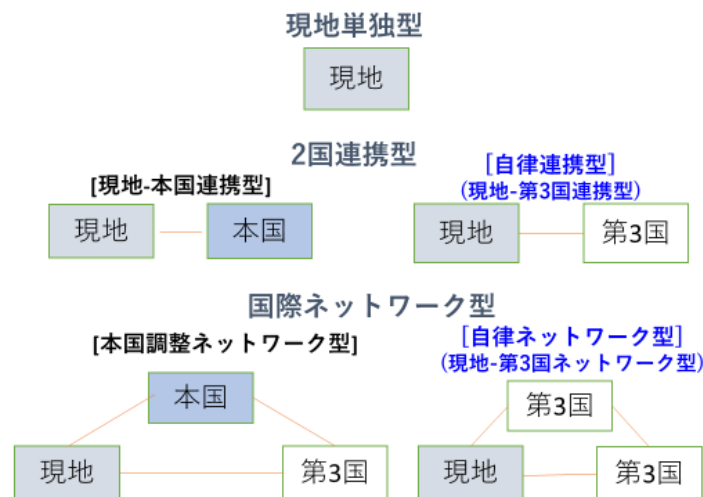 現地単独型
現地
2国連携型
[現地-本国連携型]
[自律連携型]
(現地-第3国連携型)
現地
本国
現地
第3国
国際ネットワーク型
[本国調整ネットワーク型]
[自律ネットワーク型]
(現地-第3国ネットワーク型)
本国
第3国
現地
第3国
現地
第3国